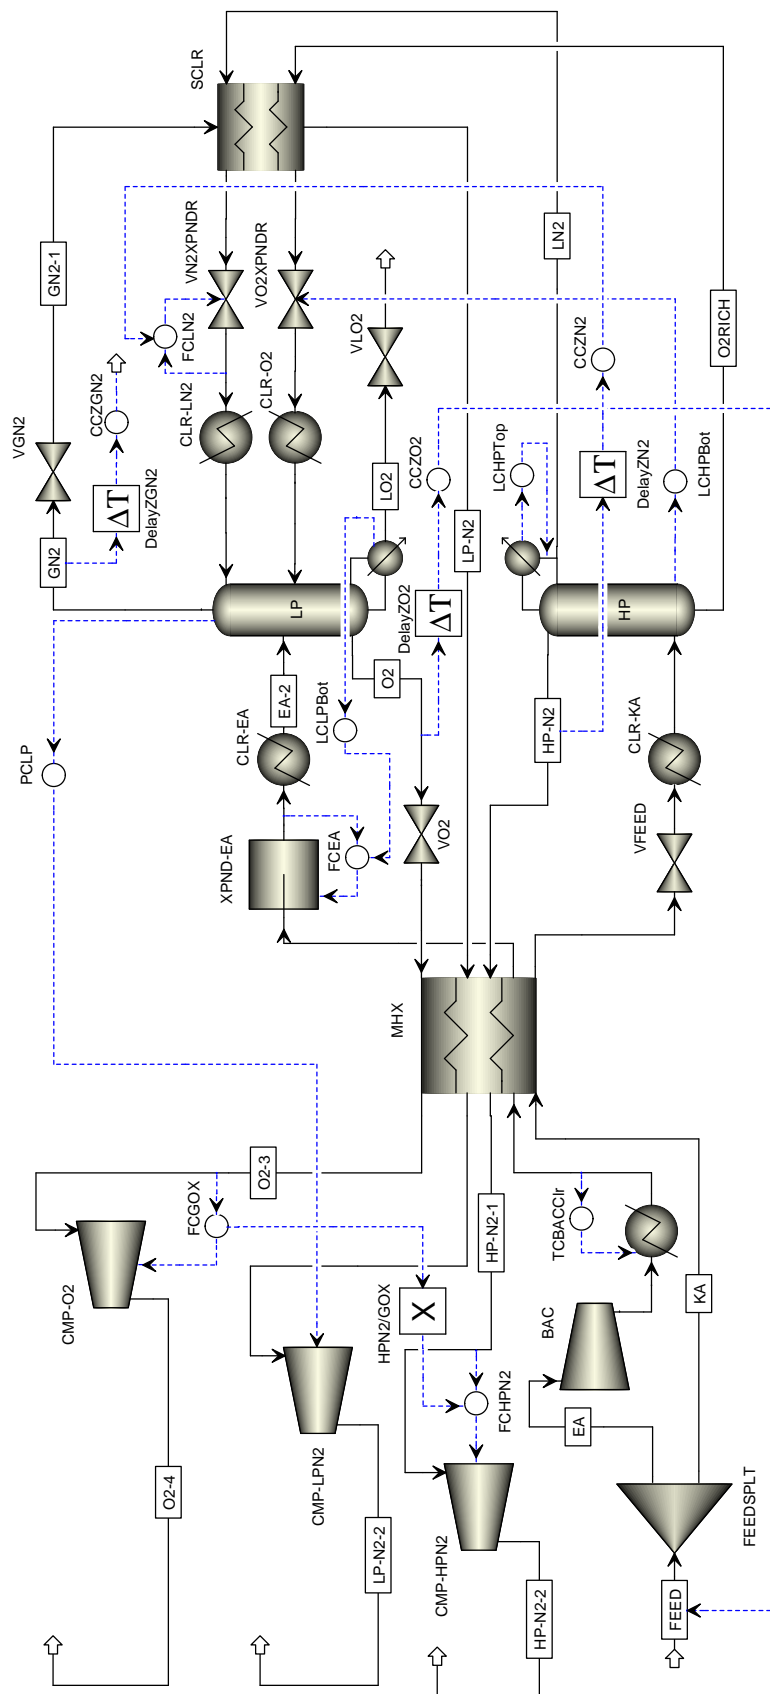 SCLR
GN2-1
VN2XPNDR
VO2XPNDR
LN2
FCLN2
CCZGN2
O2RICH
VLO2
CCZN2
CLR-LN2
CLR-O2
VGN2
ΔT
DelayZGN2
CCZO2
LCHPTop
ΔT
DelayZN2
LCHPBot
LO2
LP-N2
GN2
LP
ΔT
DelayZO2
HP
EA-2
O2
LCLPBot
HP-N2
CLR-EA
CLR-KA
PCLP
VO2
VFEED
XPND-EA
FCEA
MHX
O2-3
FCGOX
HP-N2-1
TCBACClr
CMP-O2
HPN2/GOX
X
BAC
KA
FCHPN2
EA
CMP-LPN2
O2-4
LP-N2-2
CMP-HPN2
FEEDSPLT
HP-N2-2
FEED